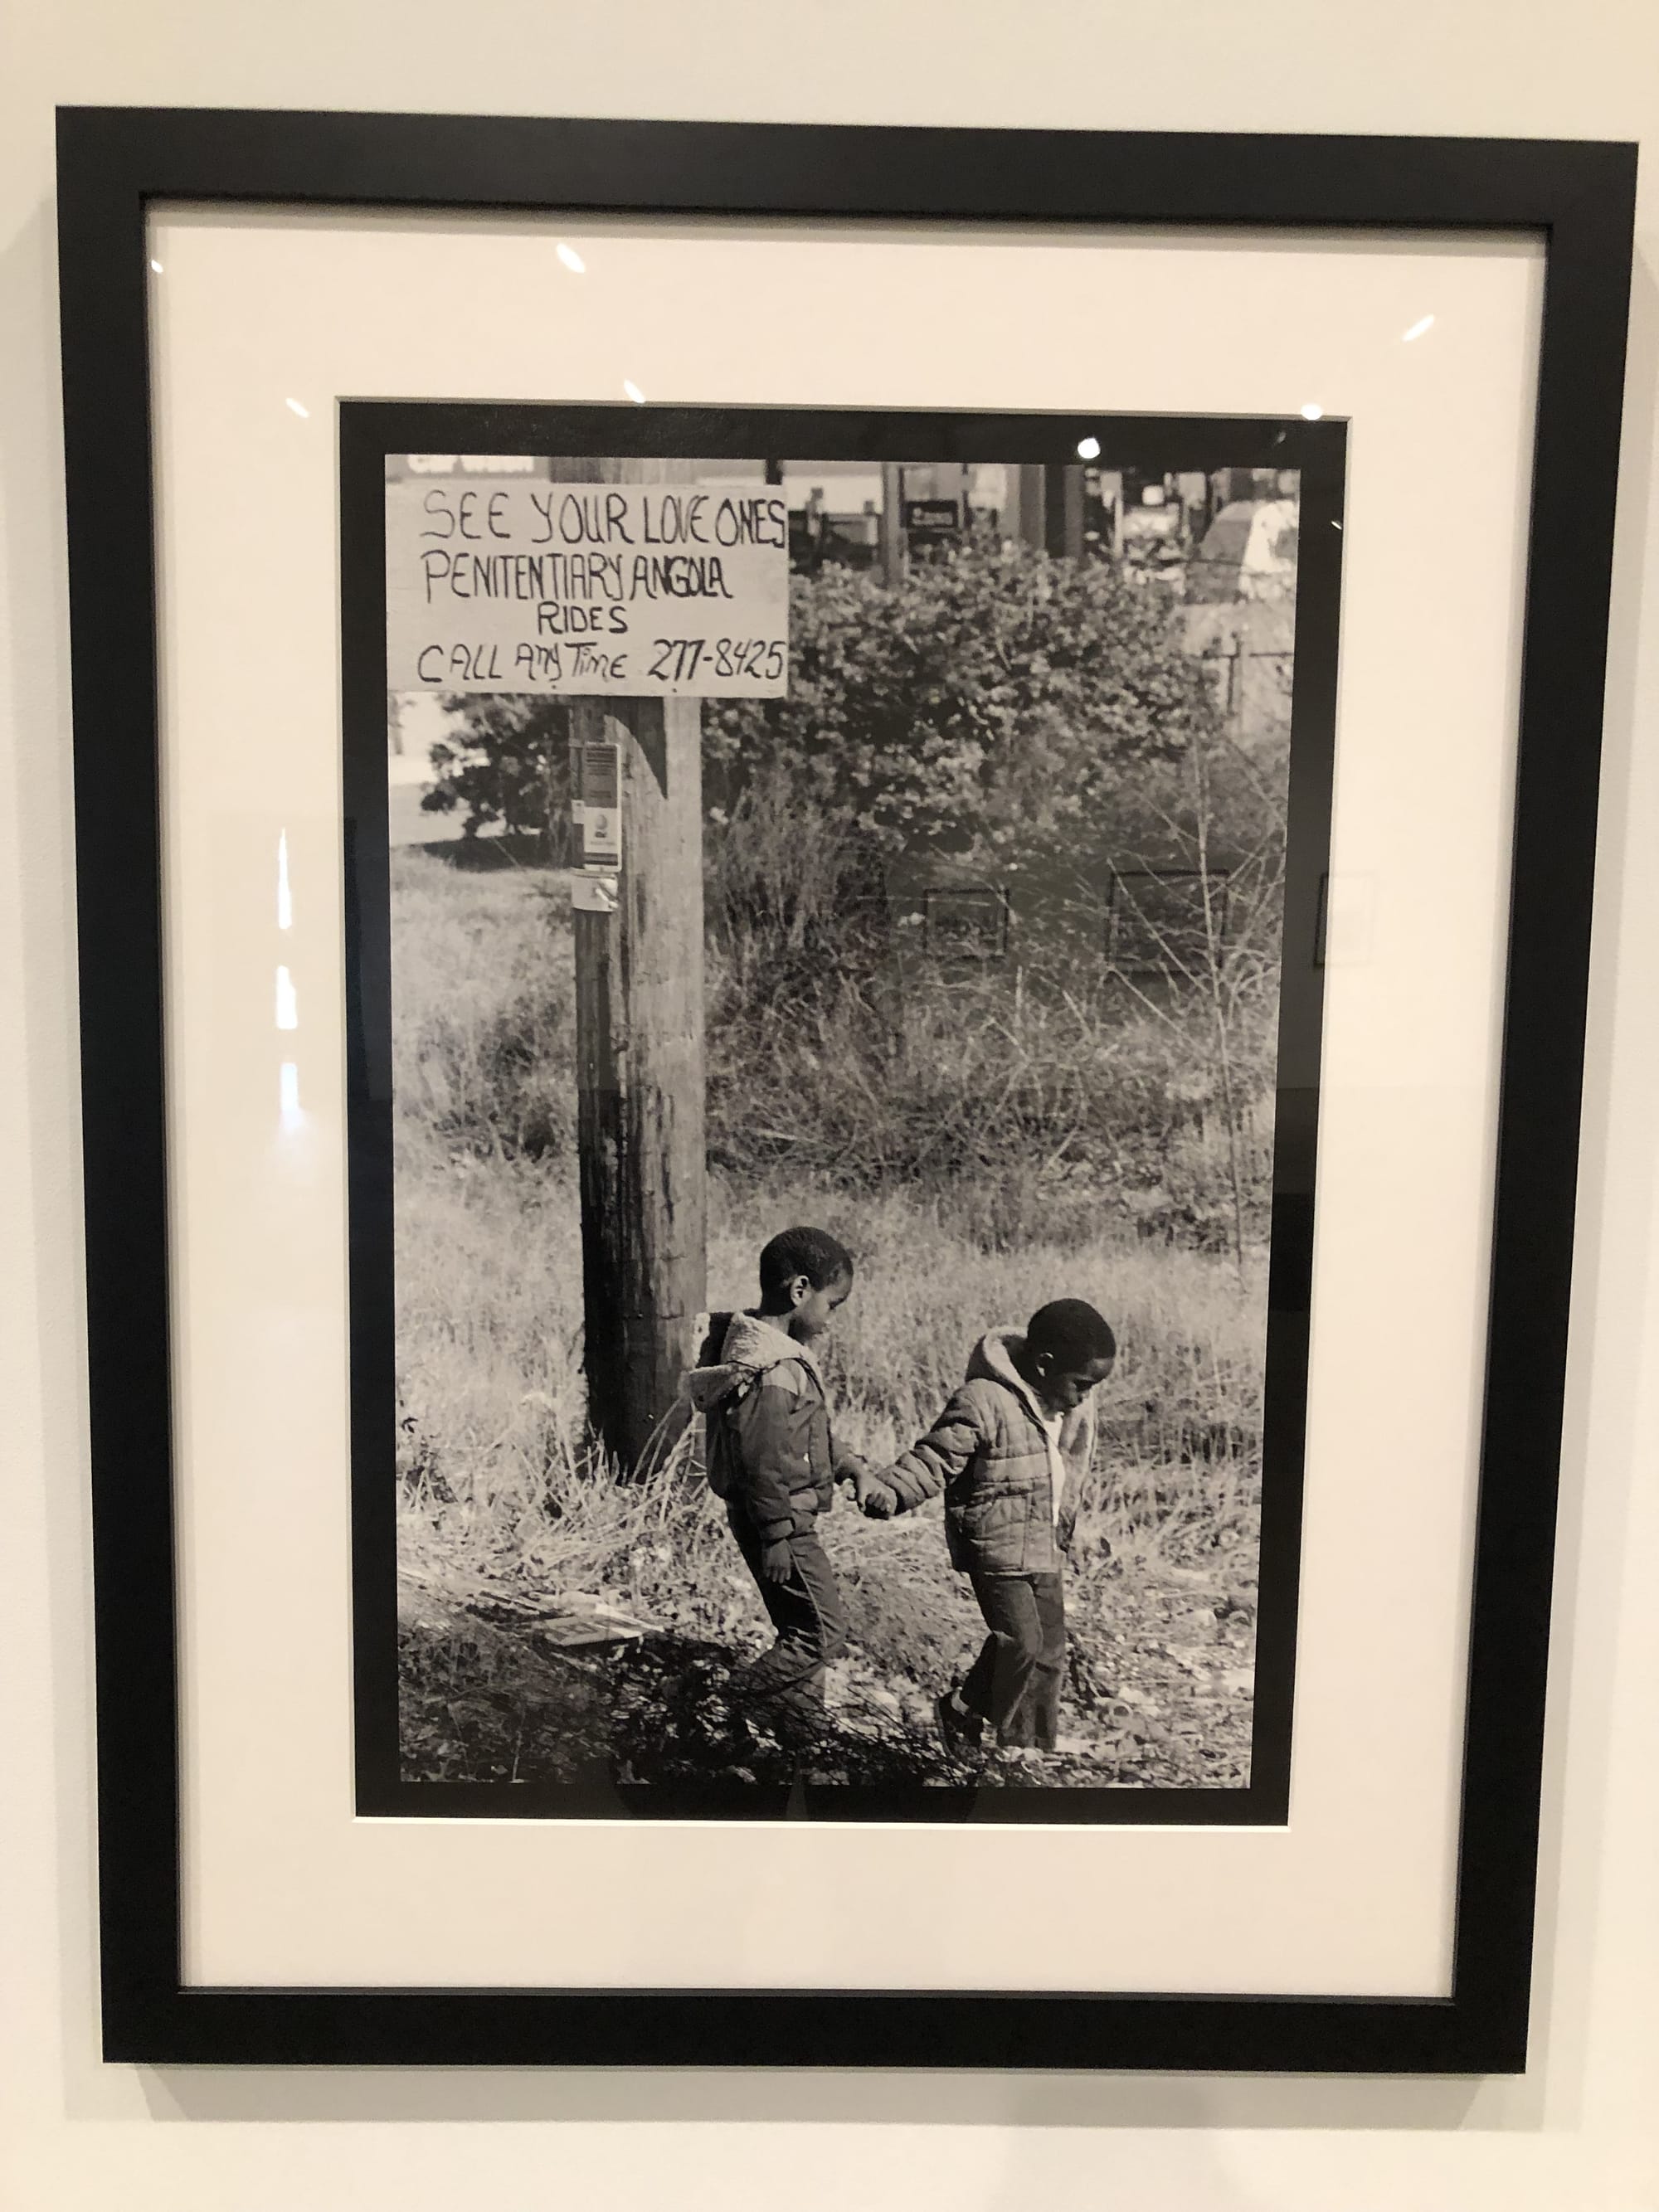 SEE YOUR LOVE ONES
PENITENTIARY ANGOLA
RIDES
CALL Any Time 277-8425